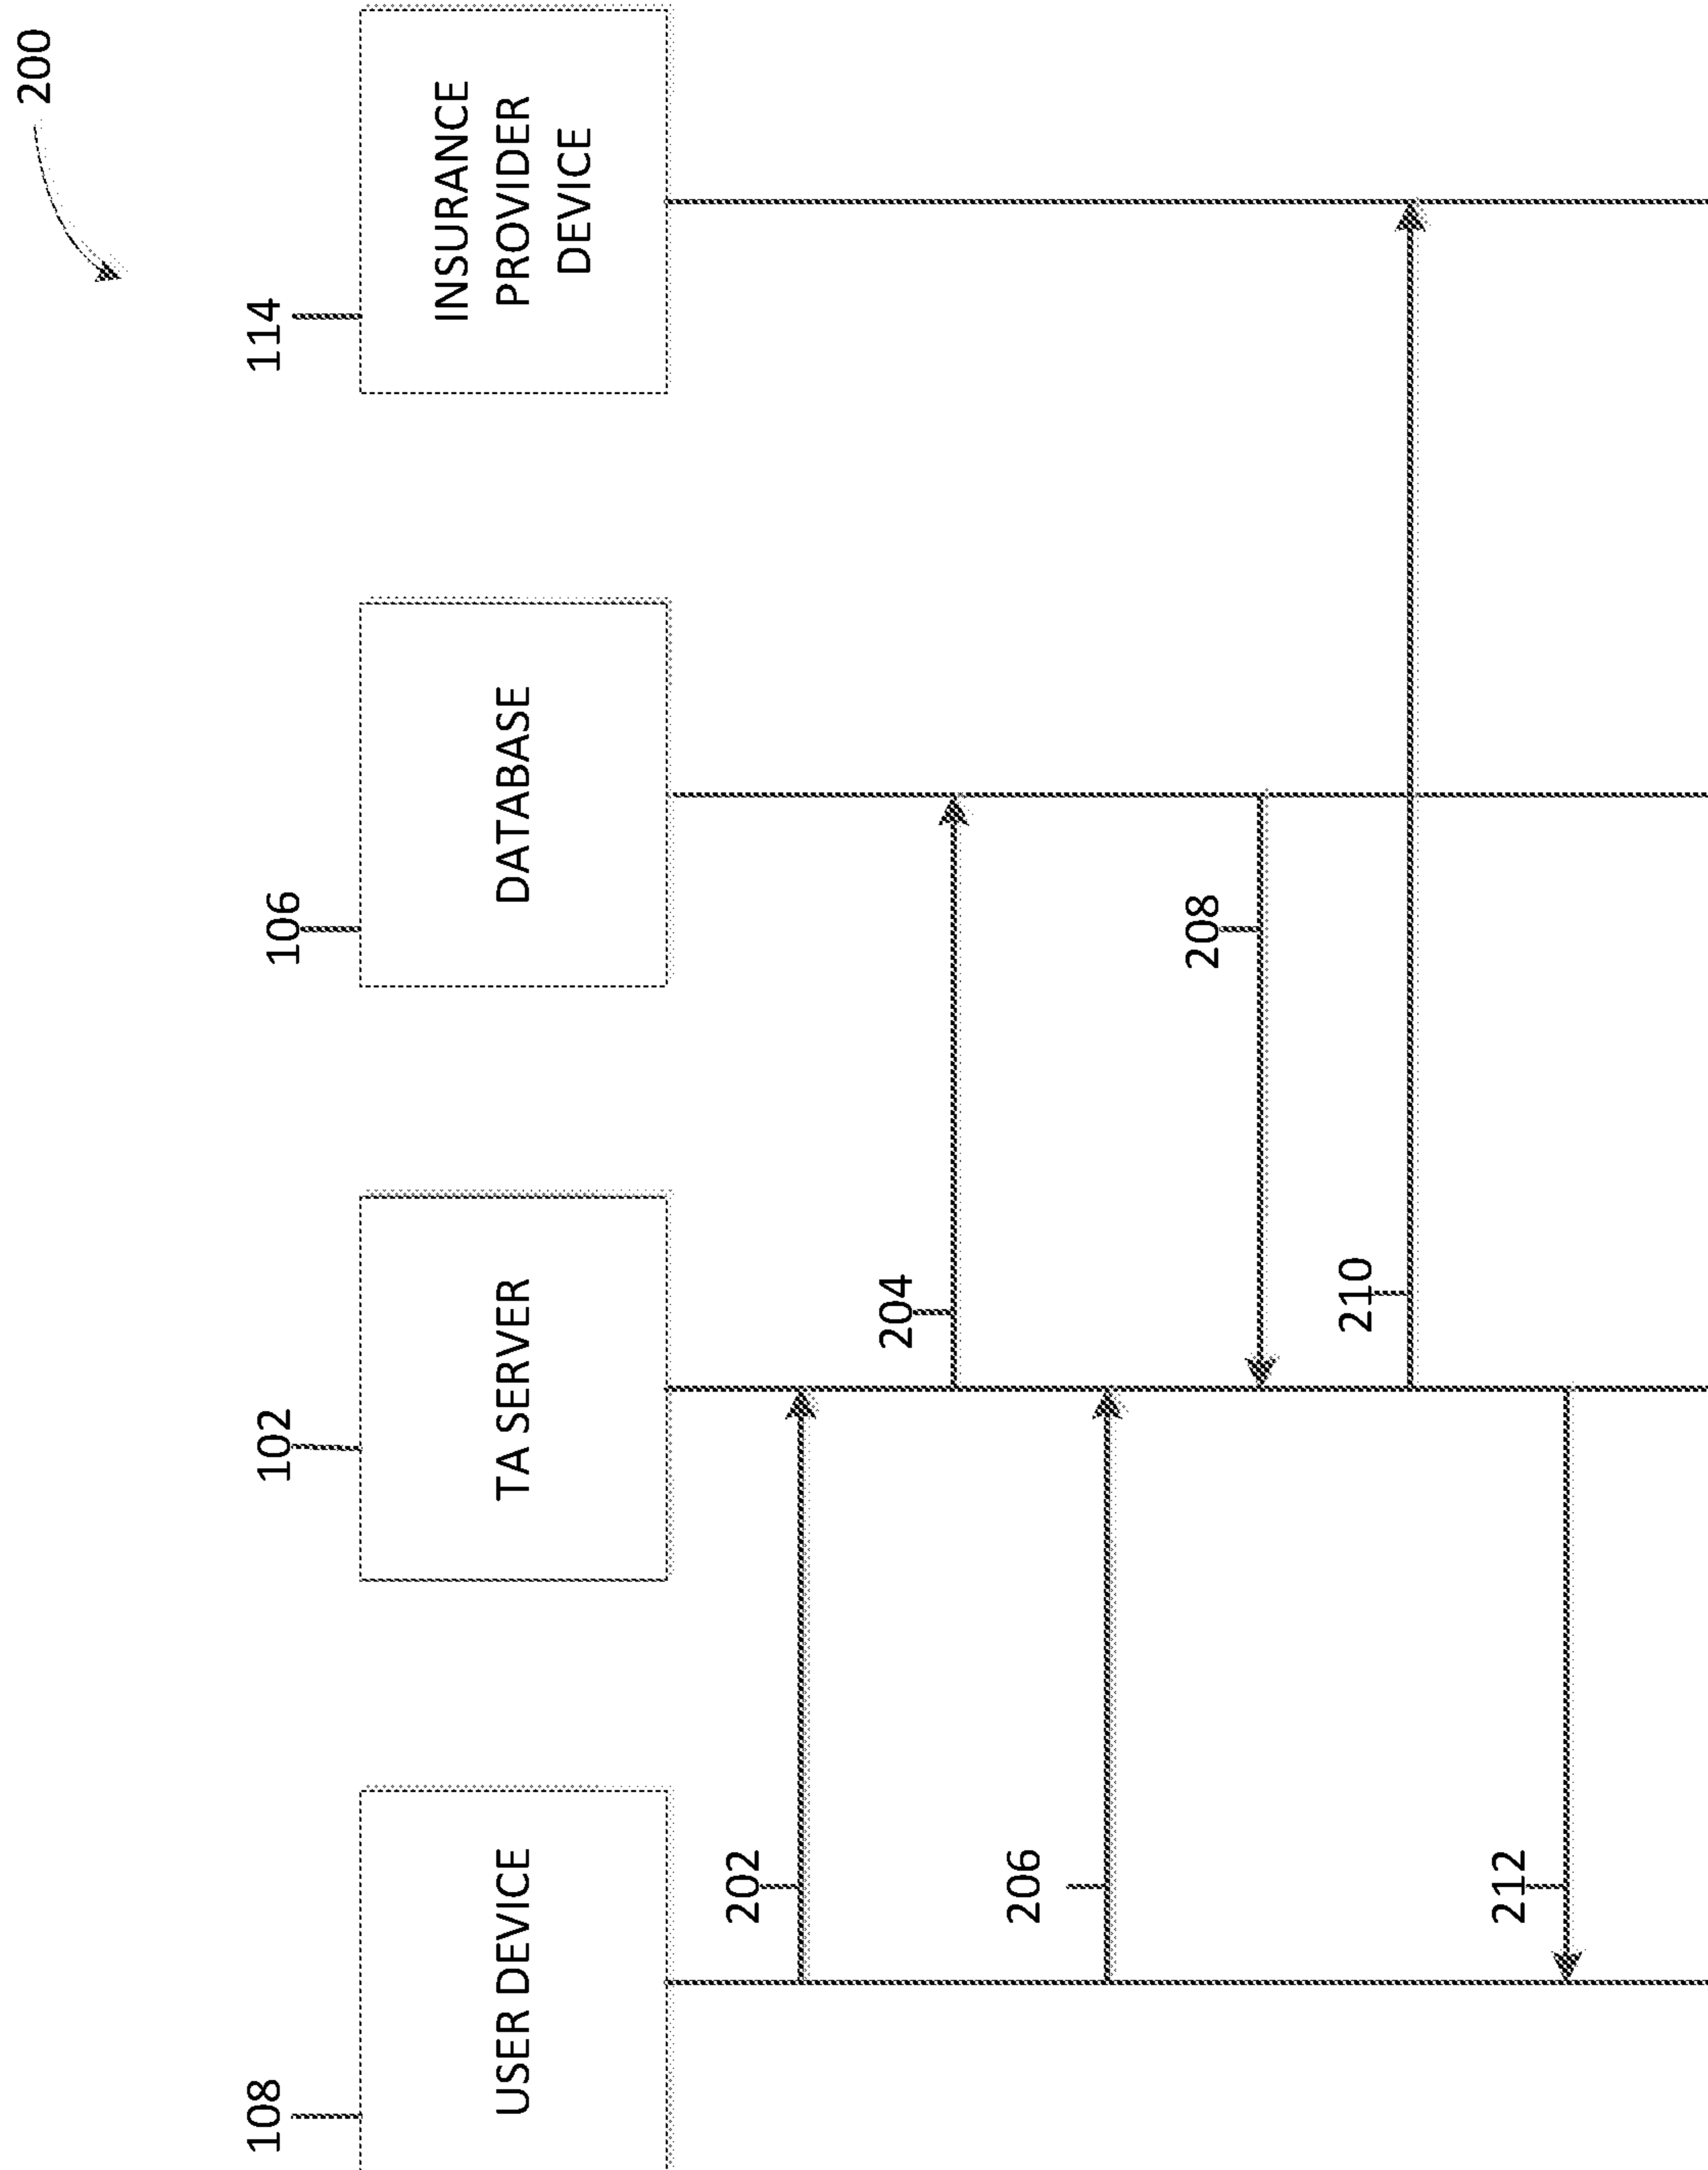 200
108
102
106
114
USER DEVICE
TA SERVER
DATABASE
INSURANCE
PROVIDER
DEVICE
202
204
206
208
210
212